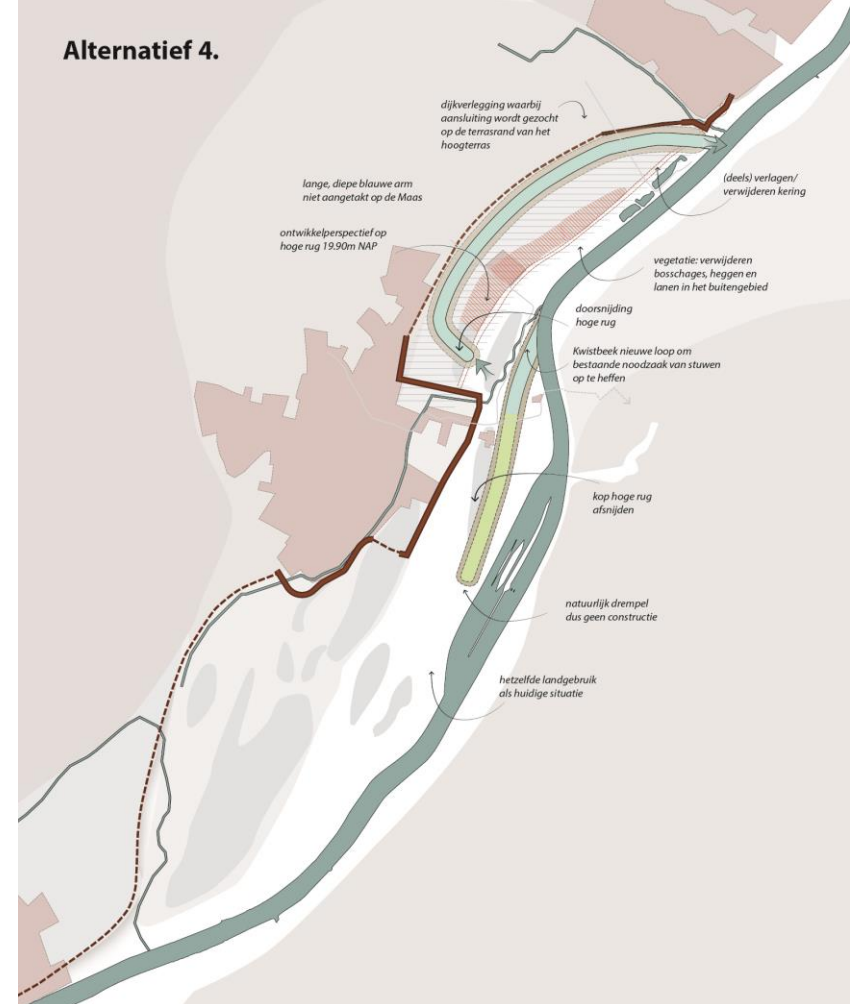 Alternatief 4.
dijkverlegging waarbij
aansluiting wordt gezocht
op de terrasrand van het
hoogterras
lange, diepe blauwe arm
niet aangetakt op de Maas
(deels) verlagen/
verwijderen kering
ontwikkelperspectief op
hoge rug 19.90m NAP
vegetatie: verwijderen
bosschages, heggen en
lanen in het buitengebied
doorsnijding
hoge rug
Kwistbeek nieuwe loop om
bestaande noodzaak van stuwen
op te heffen
kop hoge rug
afsnijden
natuurlijk drempel
dus geen constructie
hetzelfde landgebruik
als huidige situatie